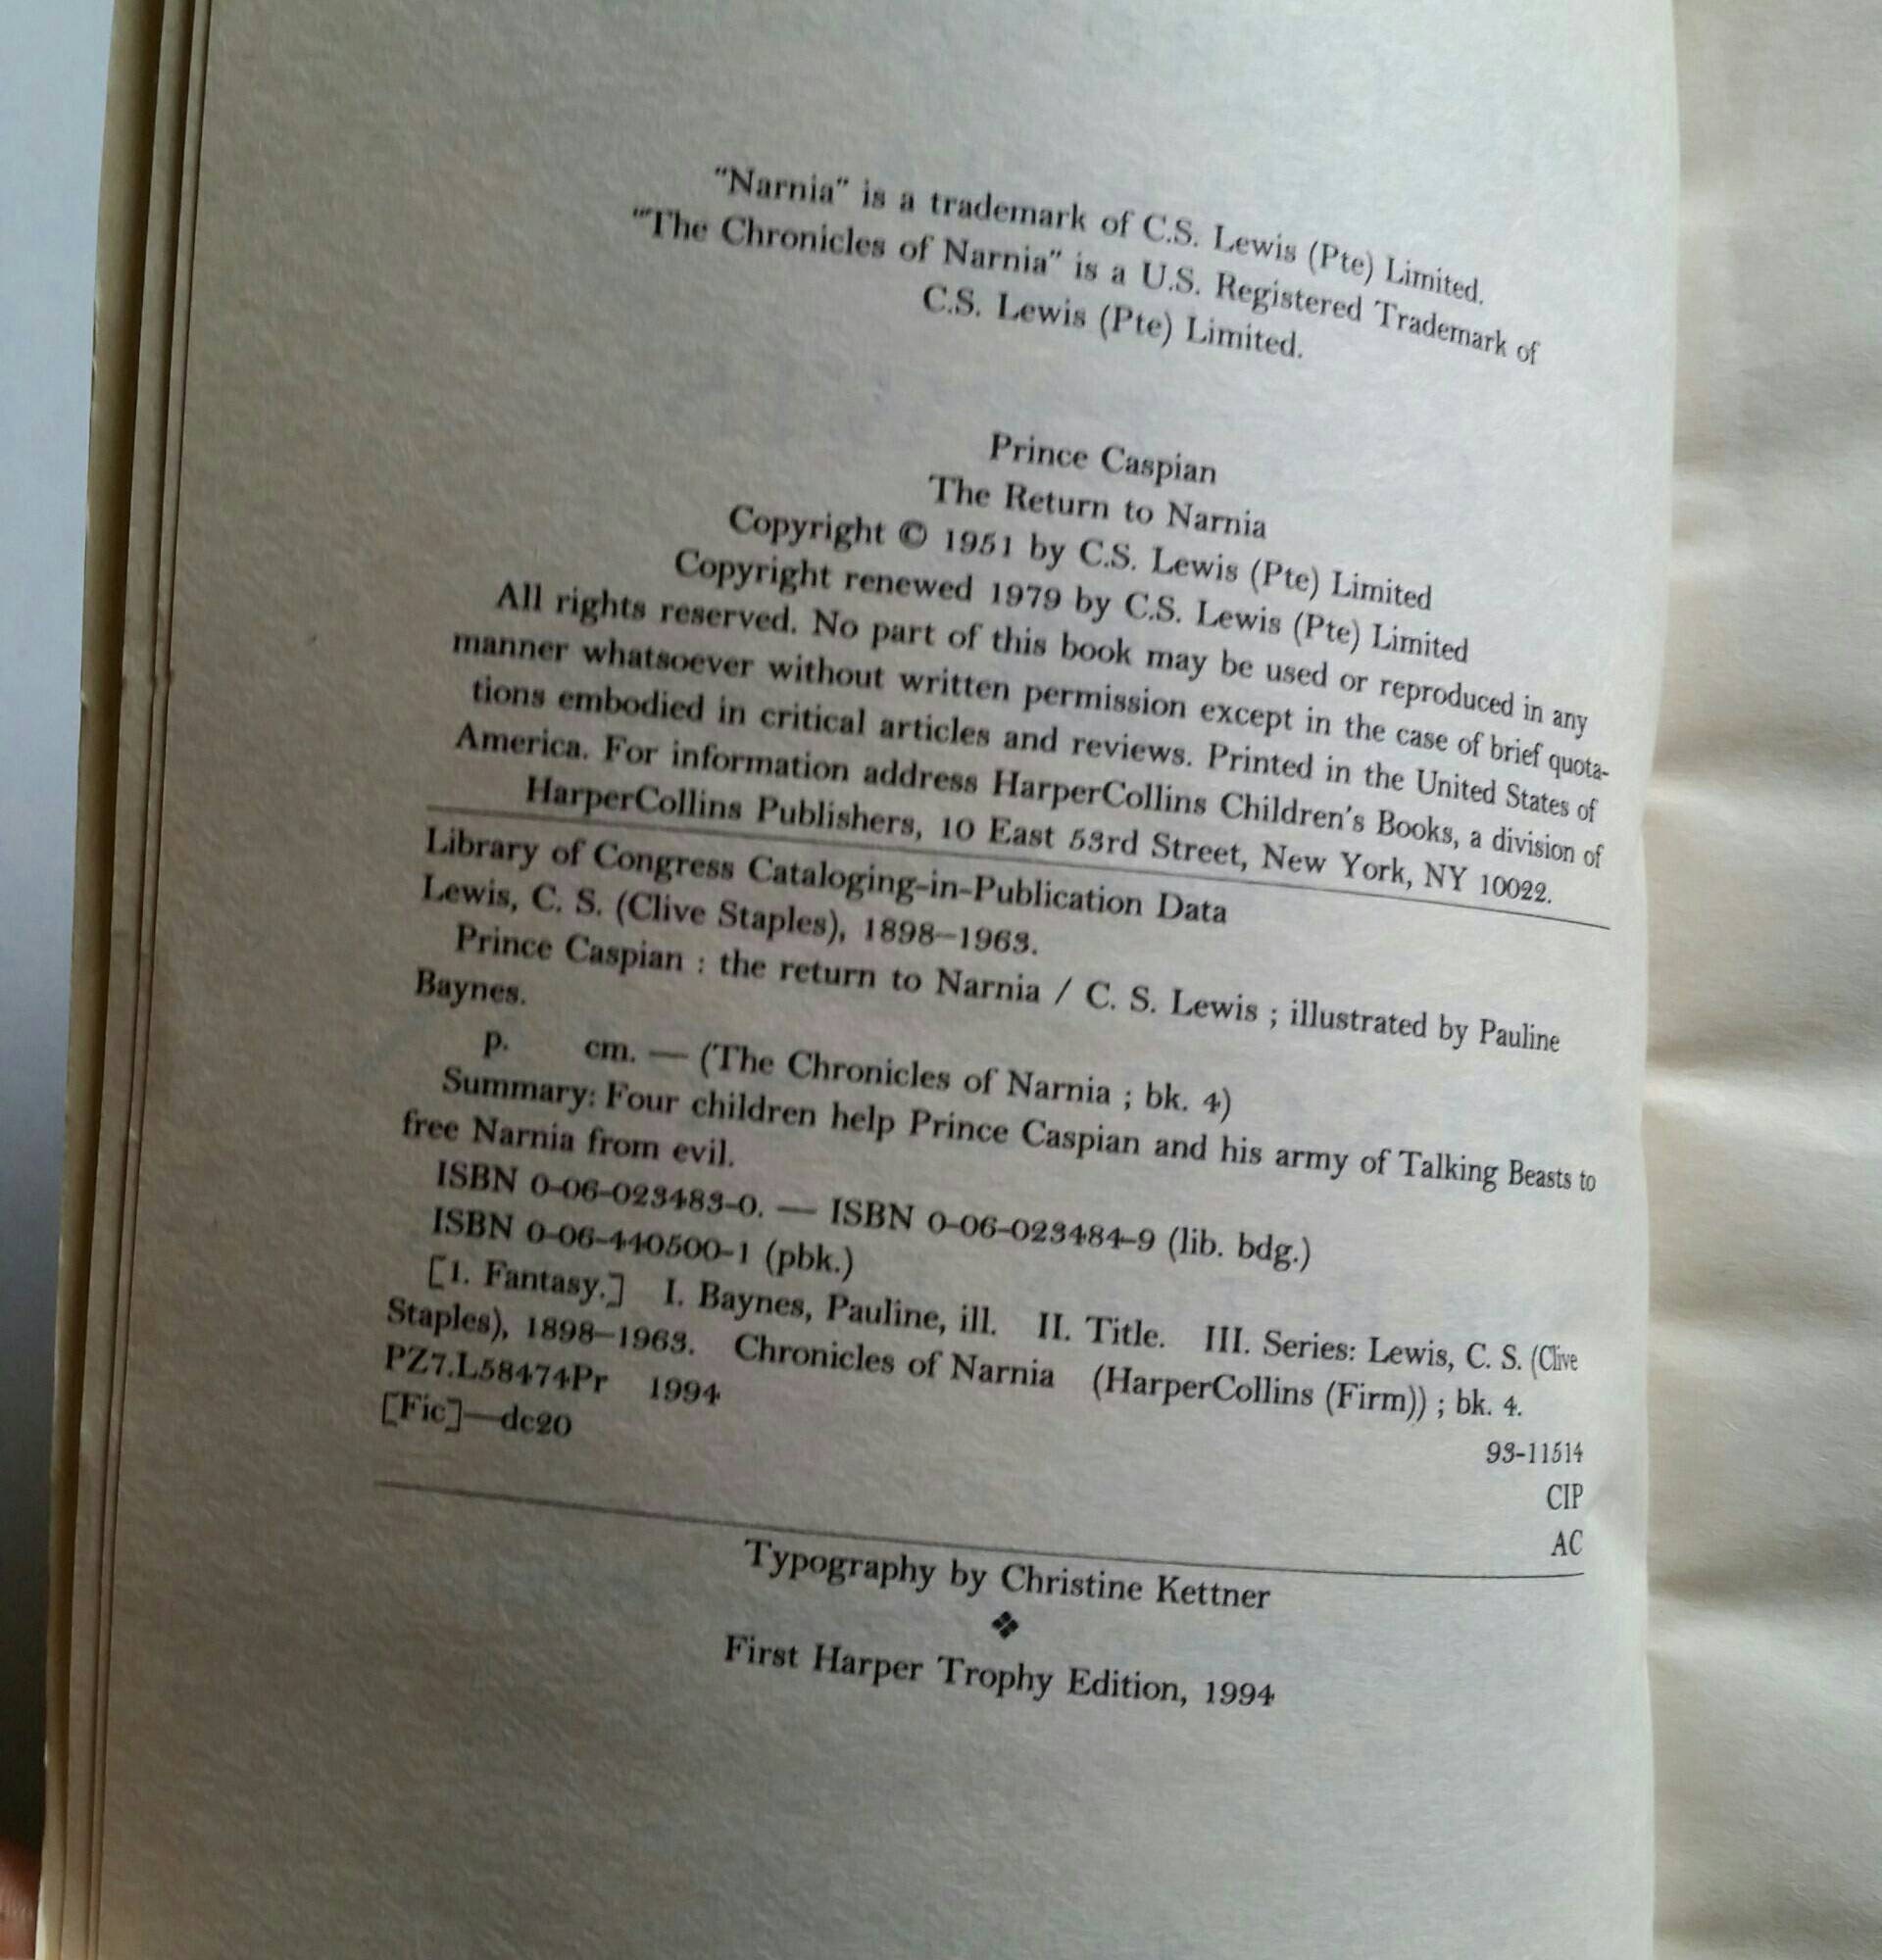 "Narnia" is a trademark of C.S. Lewis (Pte) Limited.
"The Chronicles of Narnia" is a U.S. Registered Trademark of
C.S. Lewis (Pte) Limited.
Prince Caspian
The Return to Narnia
Copyright © 1951 by C.S. Lewis (Pte) Limited
Copyright renewed 1979 by C.S. Lewis (Pte) Limited
All rights reserved. No part of this book may be used or reproduced in any
manner whatsoever without written permission except in the case of brief quota-
tions embodied in critical articles and reviews. Printed in the United States of
America. For information address HarperCollins Children's Books, a division of
HarperCollins Publishers, 10 East 53rd Street, New York, NY 10022.
Library of Congress Cataloging-in-Publication Data
Lewis, C. S. (Clive Staples), 1898–1963.
Prince Caspian : the return to Narnia / C. S. Lewis ; illustrated by Pauline
Baynes.
p. cm. — (The Chronicles of Narnia ; bk. 4)
Summary: Four children help Prince Caspian and his army of Talking Beasts to
free Narnia from evil.
ISBN 0-06-023483-0. — ISBN 0-06-023484-9 (lib. bdg.)
ISBN 0-06-440500-1 (pbk.)
[1. Fantasy.] I. Baynes, Pauline, ill. II. Title. III. Series: Lewis, C. S. (Clive
Staples), 1898–1963. Chronicles of Narnia (HarperCollins (Firm)) ; bk. 4.
PZ7.L58474Pr 1994
93-11514
[Fic]—dc20
CIP
AC
Typography by Christine Kettner
❖
First Harper Trophy Edition, 1994